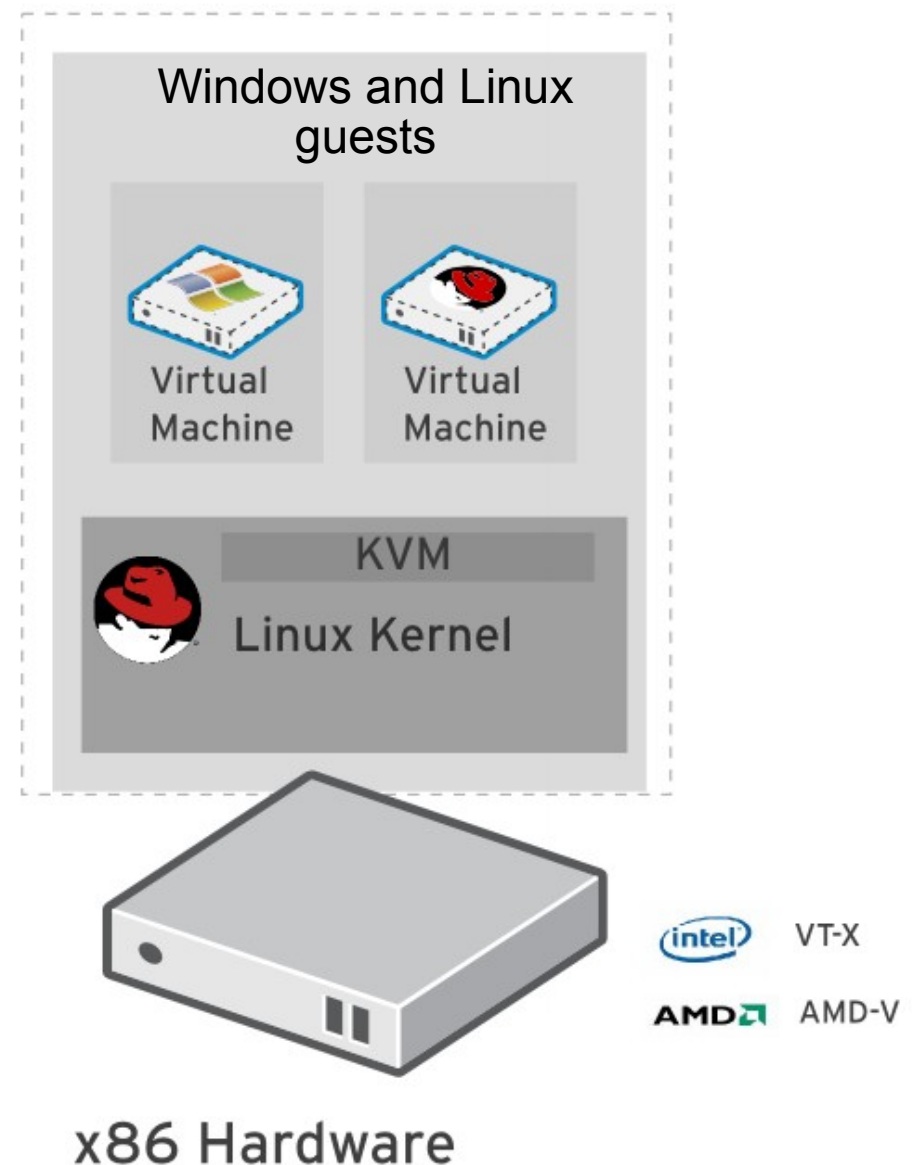 Windows and Linux
guests
Virtual
Machine
Virtual
Machine
KVM
Linux Kernel
intel VT-X
AMD AMD-V
x86 Hardware